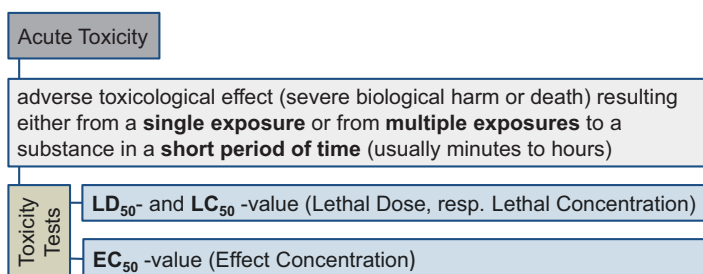 Acute Toxicity
adverse toxicological effect (severe biological harm or death) resulting
either from a single exposure or from multiple exposures to a
substance in a short period of time (usually minutes to hours)
Toxicity
Tests
LD₅₀- and LC₅₀ -value (Lethal Dose, resp. Lethal Concentration)
EC₅₀ -value (Effect Concentration)